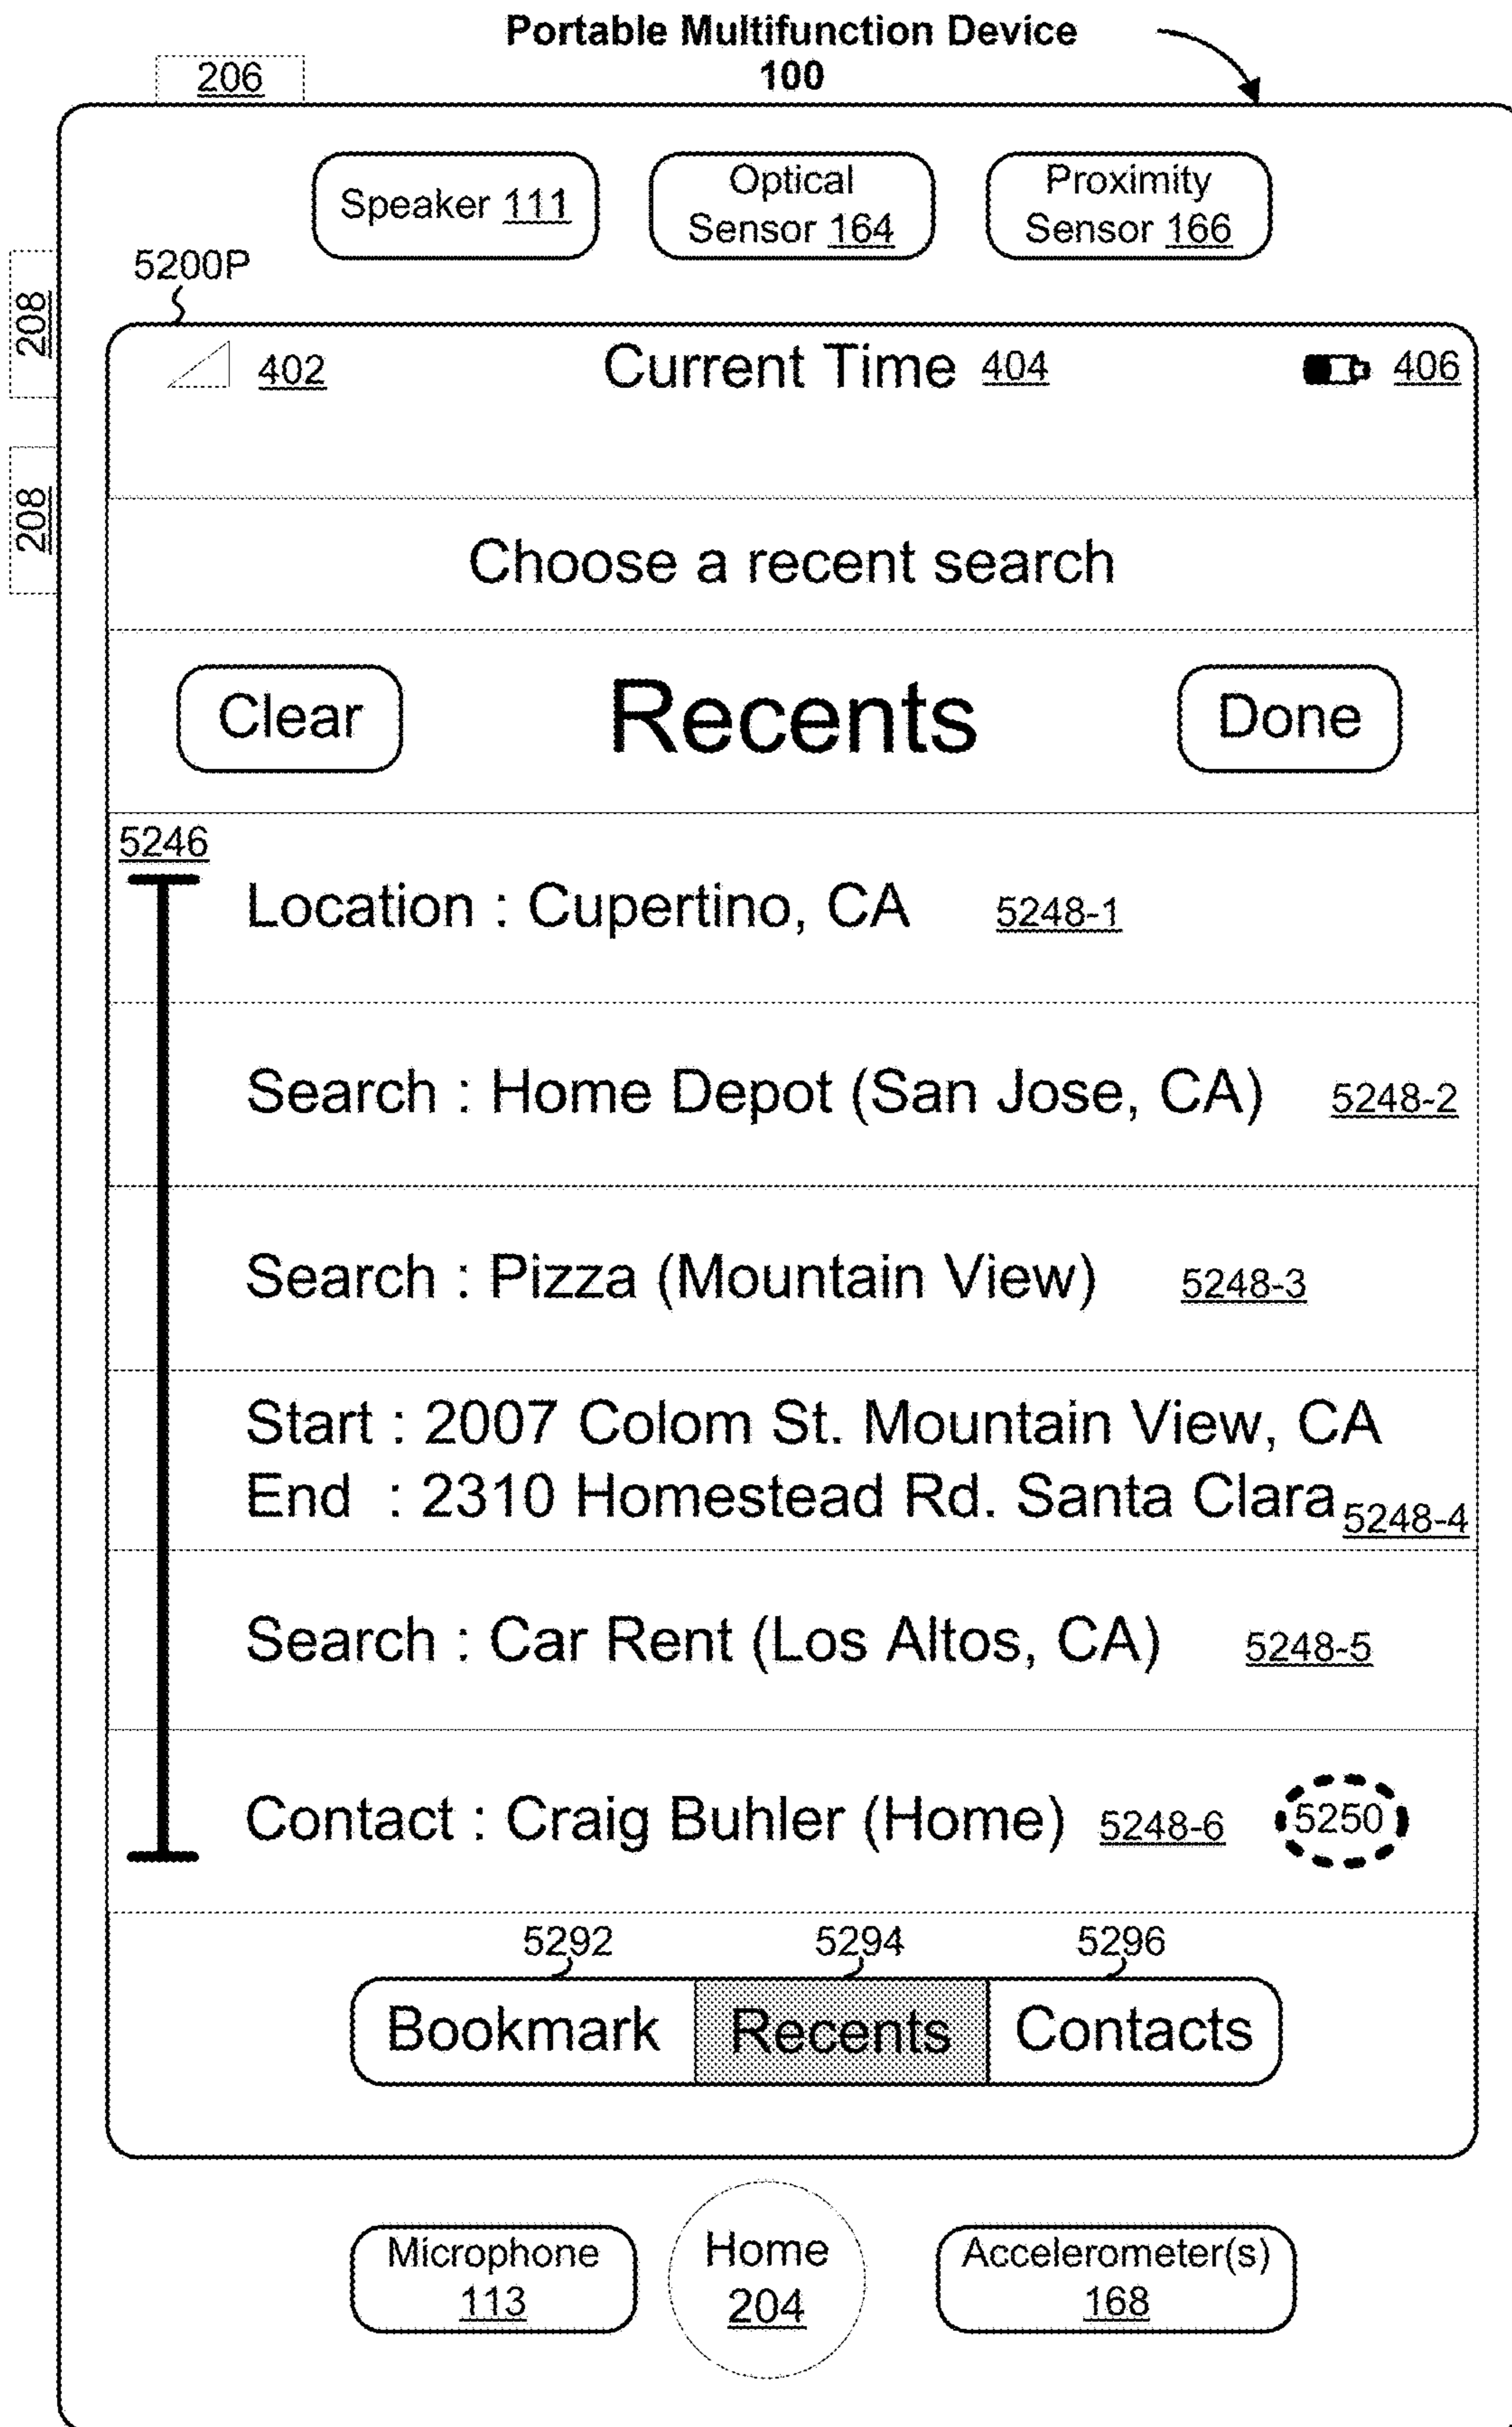 Portable Multifunction Device
100
206
Speaker 111
Optical
Sensor 164
Proximity
Sensor 166
5200P
208
208
402
Current Time 404
406
Choose a recent search
Clear
Recents
Done
5246
Location : Cupertino, CA 5248-1
Search : Home Depot (San Jose, CA) 5248-2
Search : Pizza (Mountain View) 5248-3
Start : 2007 Colom St. Mountain View, CA
End : 2310 Homestead Rd. Santa Clara 5248-4
Search : Car Rent (Los Altos, CA) 5248-5
Contact : Craig Buhler (Home) 5248-6 5250
5292 5294 5296
Bookmark Recents Contacts
Microphone
113
Home
204
Accelerometer(s)
168